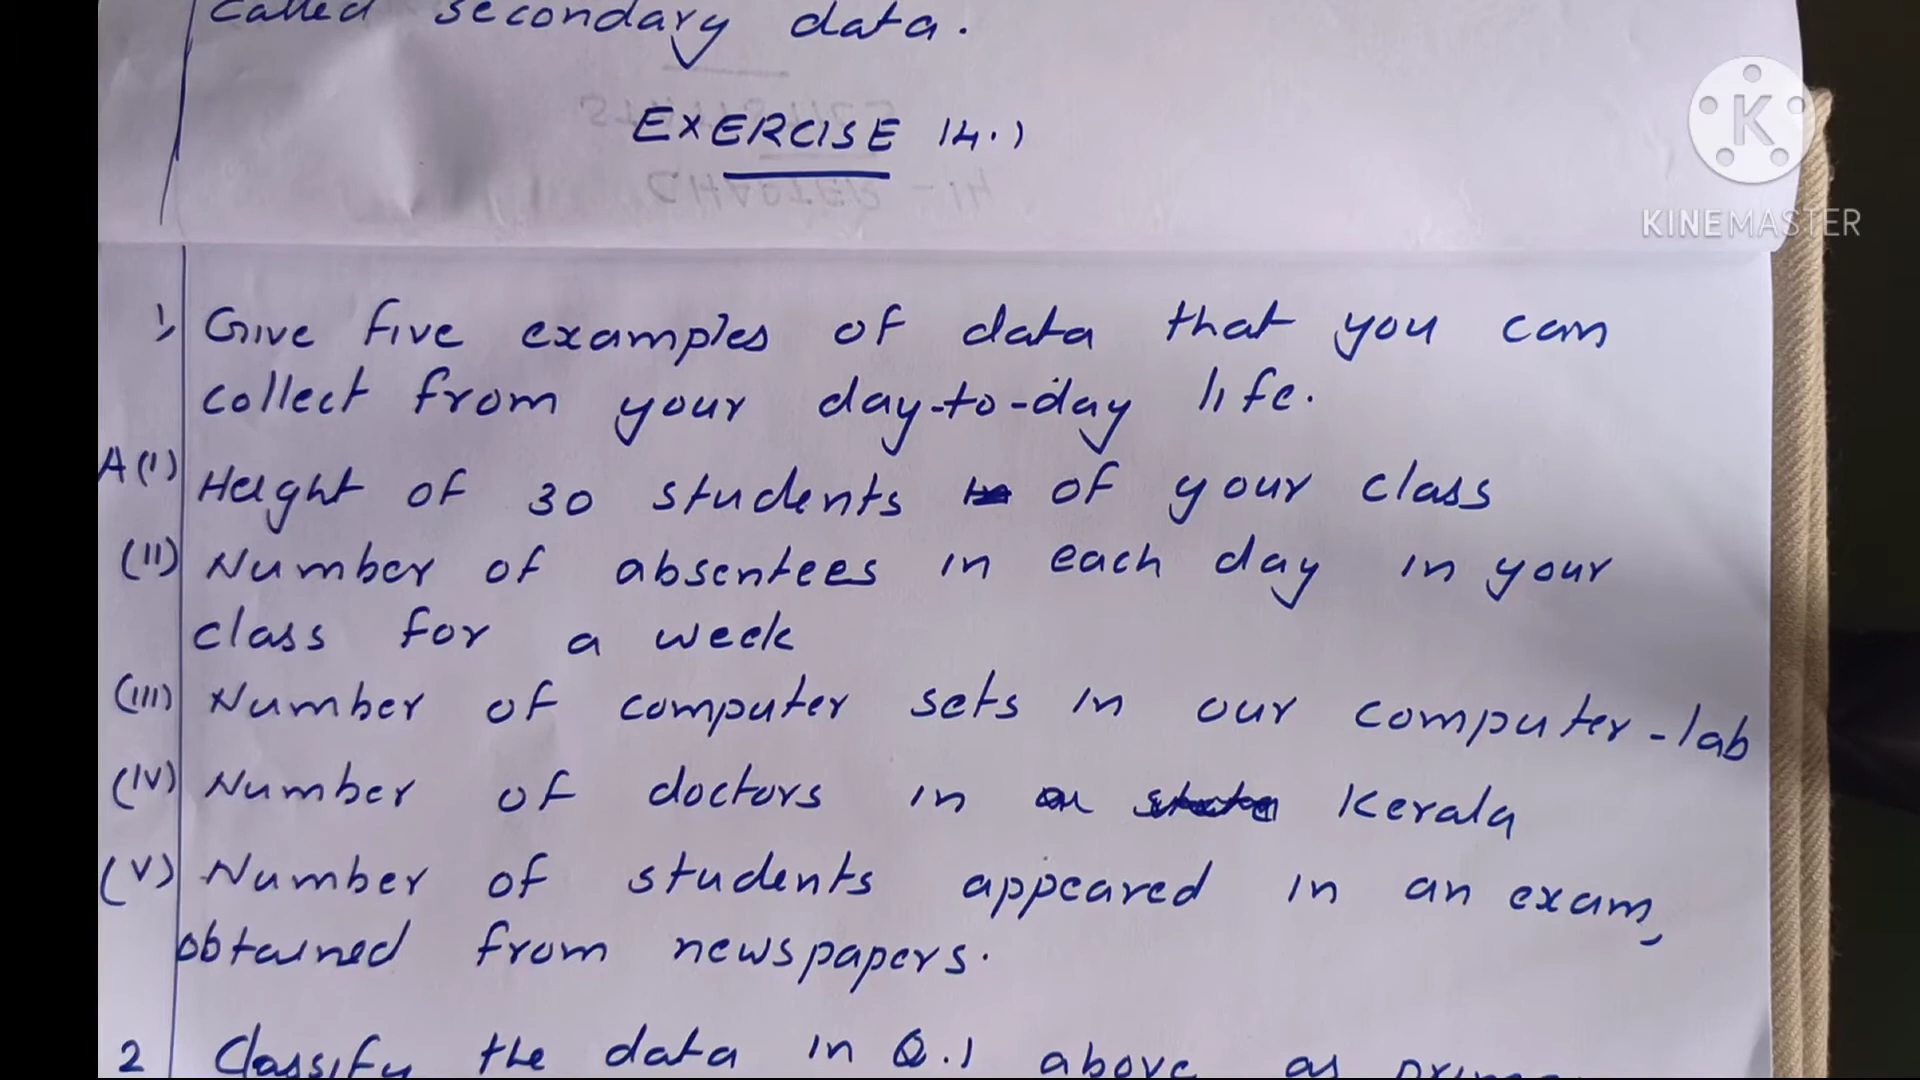 called secondary data.
EXERCISE 14.1
K
KINEMASTER
1, Give five examples of data that you can
collect from your day-to-day life.
A(i) Height of 30 students of your class
(ii) Number of absentees in each day in your
class for a week
(iii) Number of computer sets in our computer-lab
(iv) Number of doctors in Kerala
(v) Number of students appeared in an exam,
obtained from newspapers.
2 Classify the data in Q.1 above as